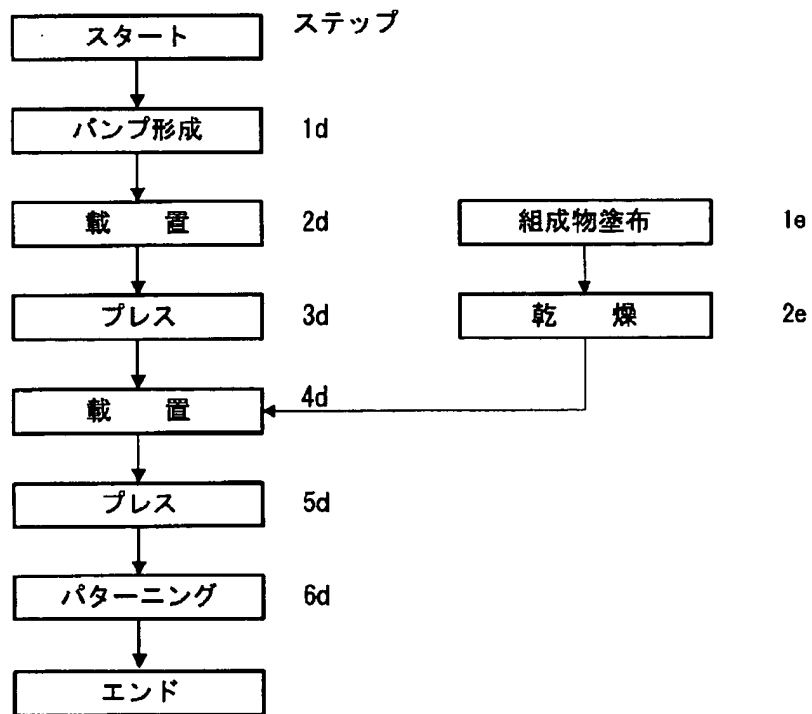 スタート ステップ
バンプ形成 1d
載 置 2d 組成物塗布 1e
プレス 3d 乾 燥 2e
載 置 4d
プレス 5d
パターニング 6d
エンド